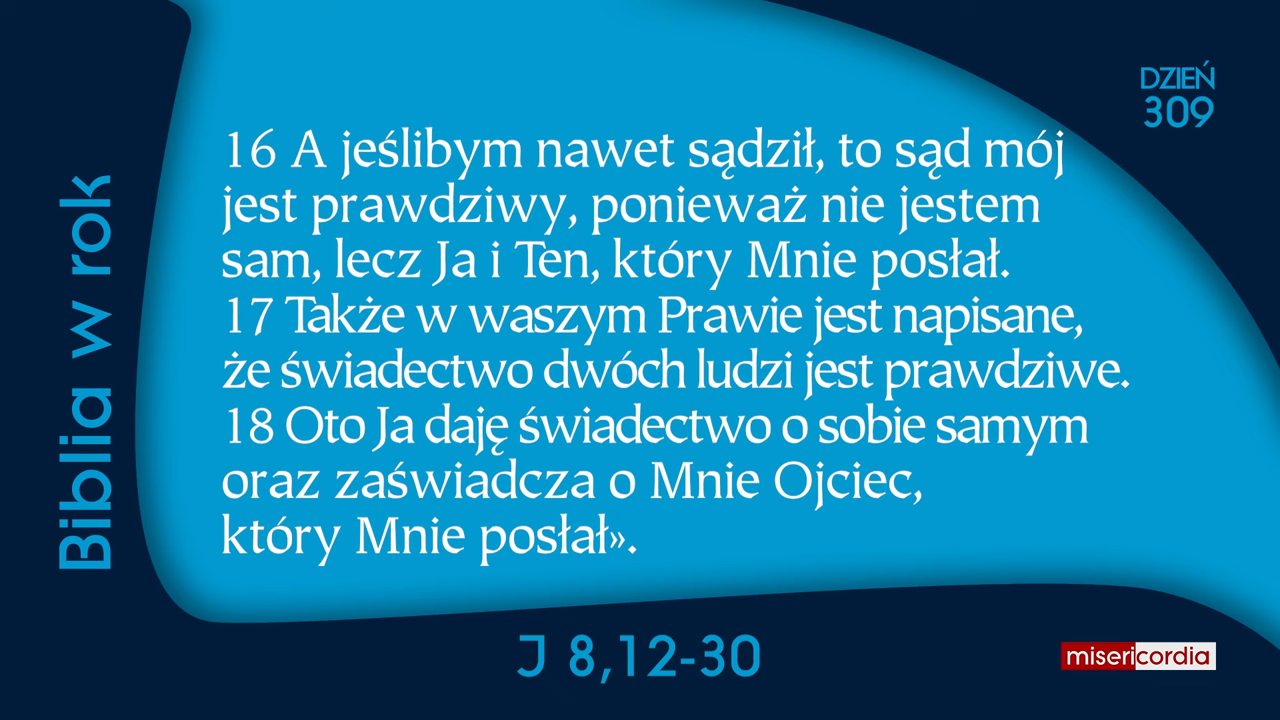 DZIEŃ
309
Biblia w rok
16 A jeślibym nawet sądził, to sąd mój
jest prawdziwy, ponieważ nie jestem
sam, lecz Ja i Ten, który Mnie posłał.
17 Także w waszym Prawie jest napisane,
że świadectwo dwóch ludzi jest prawdziwe.
18 Oto Ja daję świadectwo o sobie samym
oraz zaświadcza o Mnie Ojciec,
który Mnie posłał».
J 8,12-30
misericordia